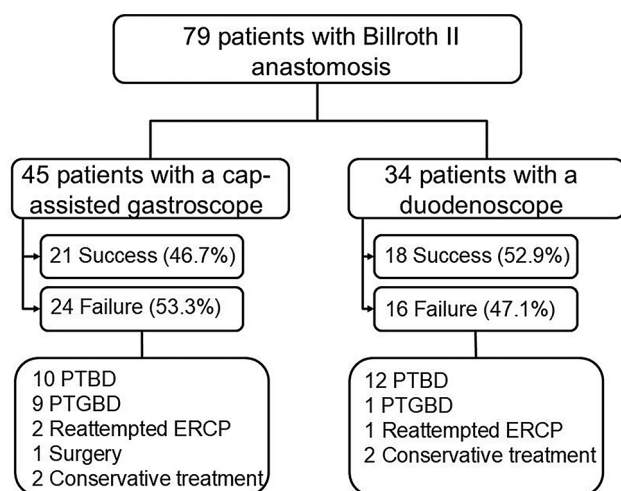 79 patients with Billroth II
anastomosis
45 patients with a cap-
assisted gastroscope
21 Success (46.7%)
24 Failure (53.3%)
10 PTBD
9 PTGBD
2 Reattempted ERCP
1 Surgery
2 Conservative treatment
34 patients with a
duodenoscope
18 Success (52.9%)
16 Failure (47.1%)
12 PTBD
1 PTGBD
1 Reattempted ERCP
2 Conservative treatment